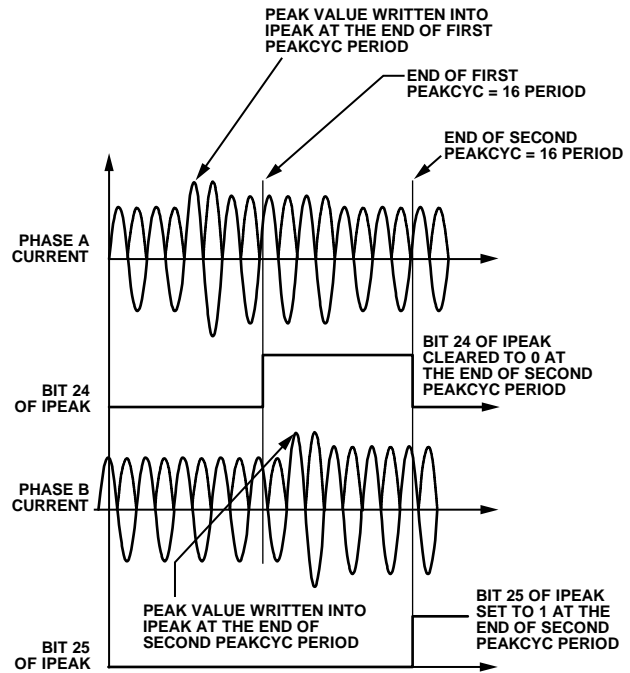 PEAK VALUE WRITTEN INTO
IPEAK AT THE END OF FIRST
PEAKCYC PERIOD
END OF FIRST
PEAKCYC = 16 PERIOD
END OF SECOND
PEAKCYC = 16 PERIOD
PHASE A
CURRENT
BIT 24 OF IPEAK
CLEARED TO 0 AT
THE END OF SECOND
PEAKCYC PERIOD
BIT 24
OF IPEAK
PHASE B
CURRENT
PEAK VALUE WRITTEN INTO
IPEAK AT THE END OF
SECOND PEAKCYC PERIOD
BIT 25 OF IPEAK
SET TO 1 AT THE
END OF SECOND
PEAKCYC PERIOD
BIT 25
OF IPEAK